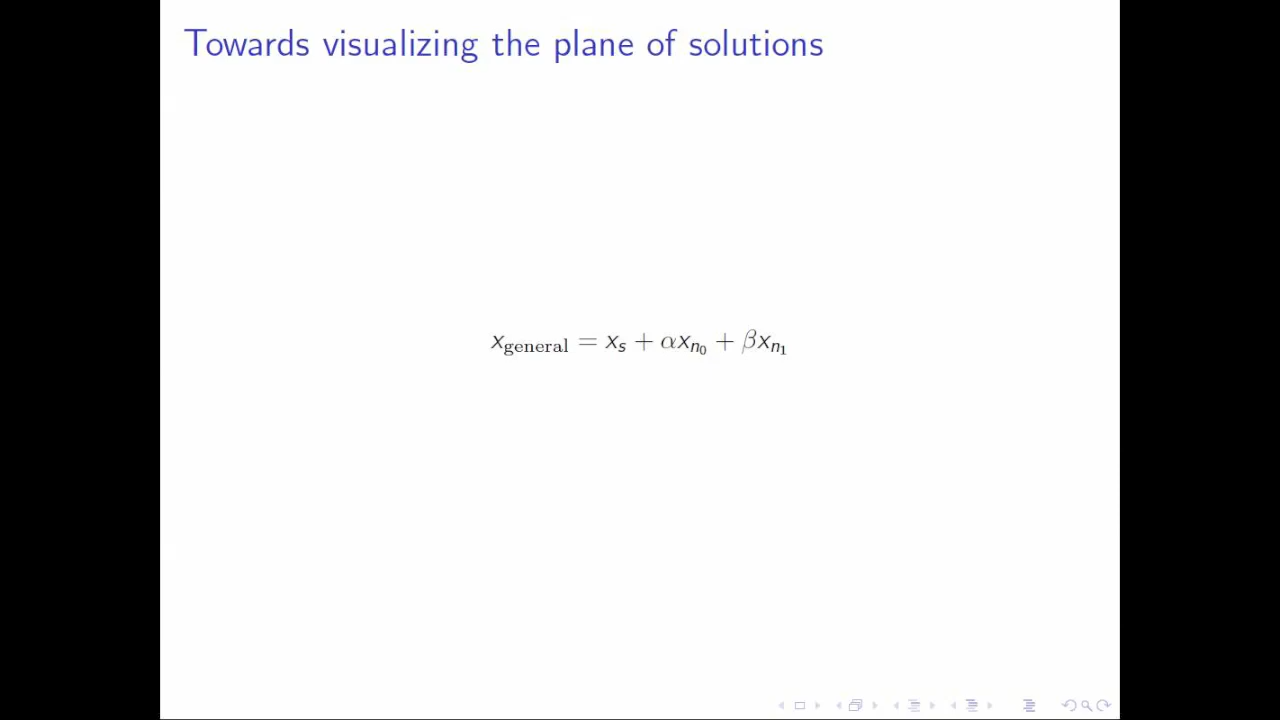 Towards visualizing the plane of solutions
x_general = x_s + αx_{n_0} + βx_{n_1}